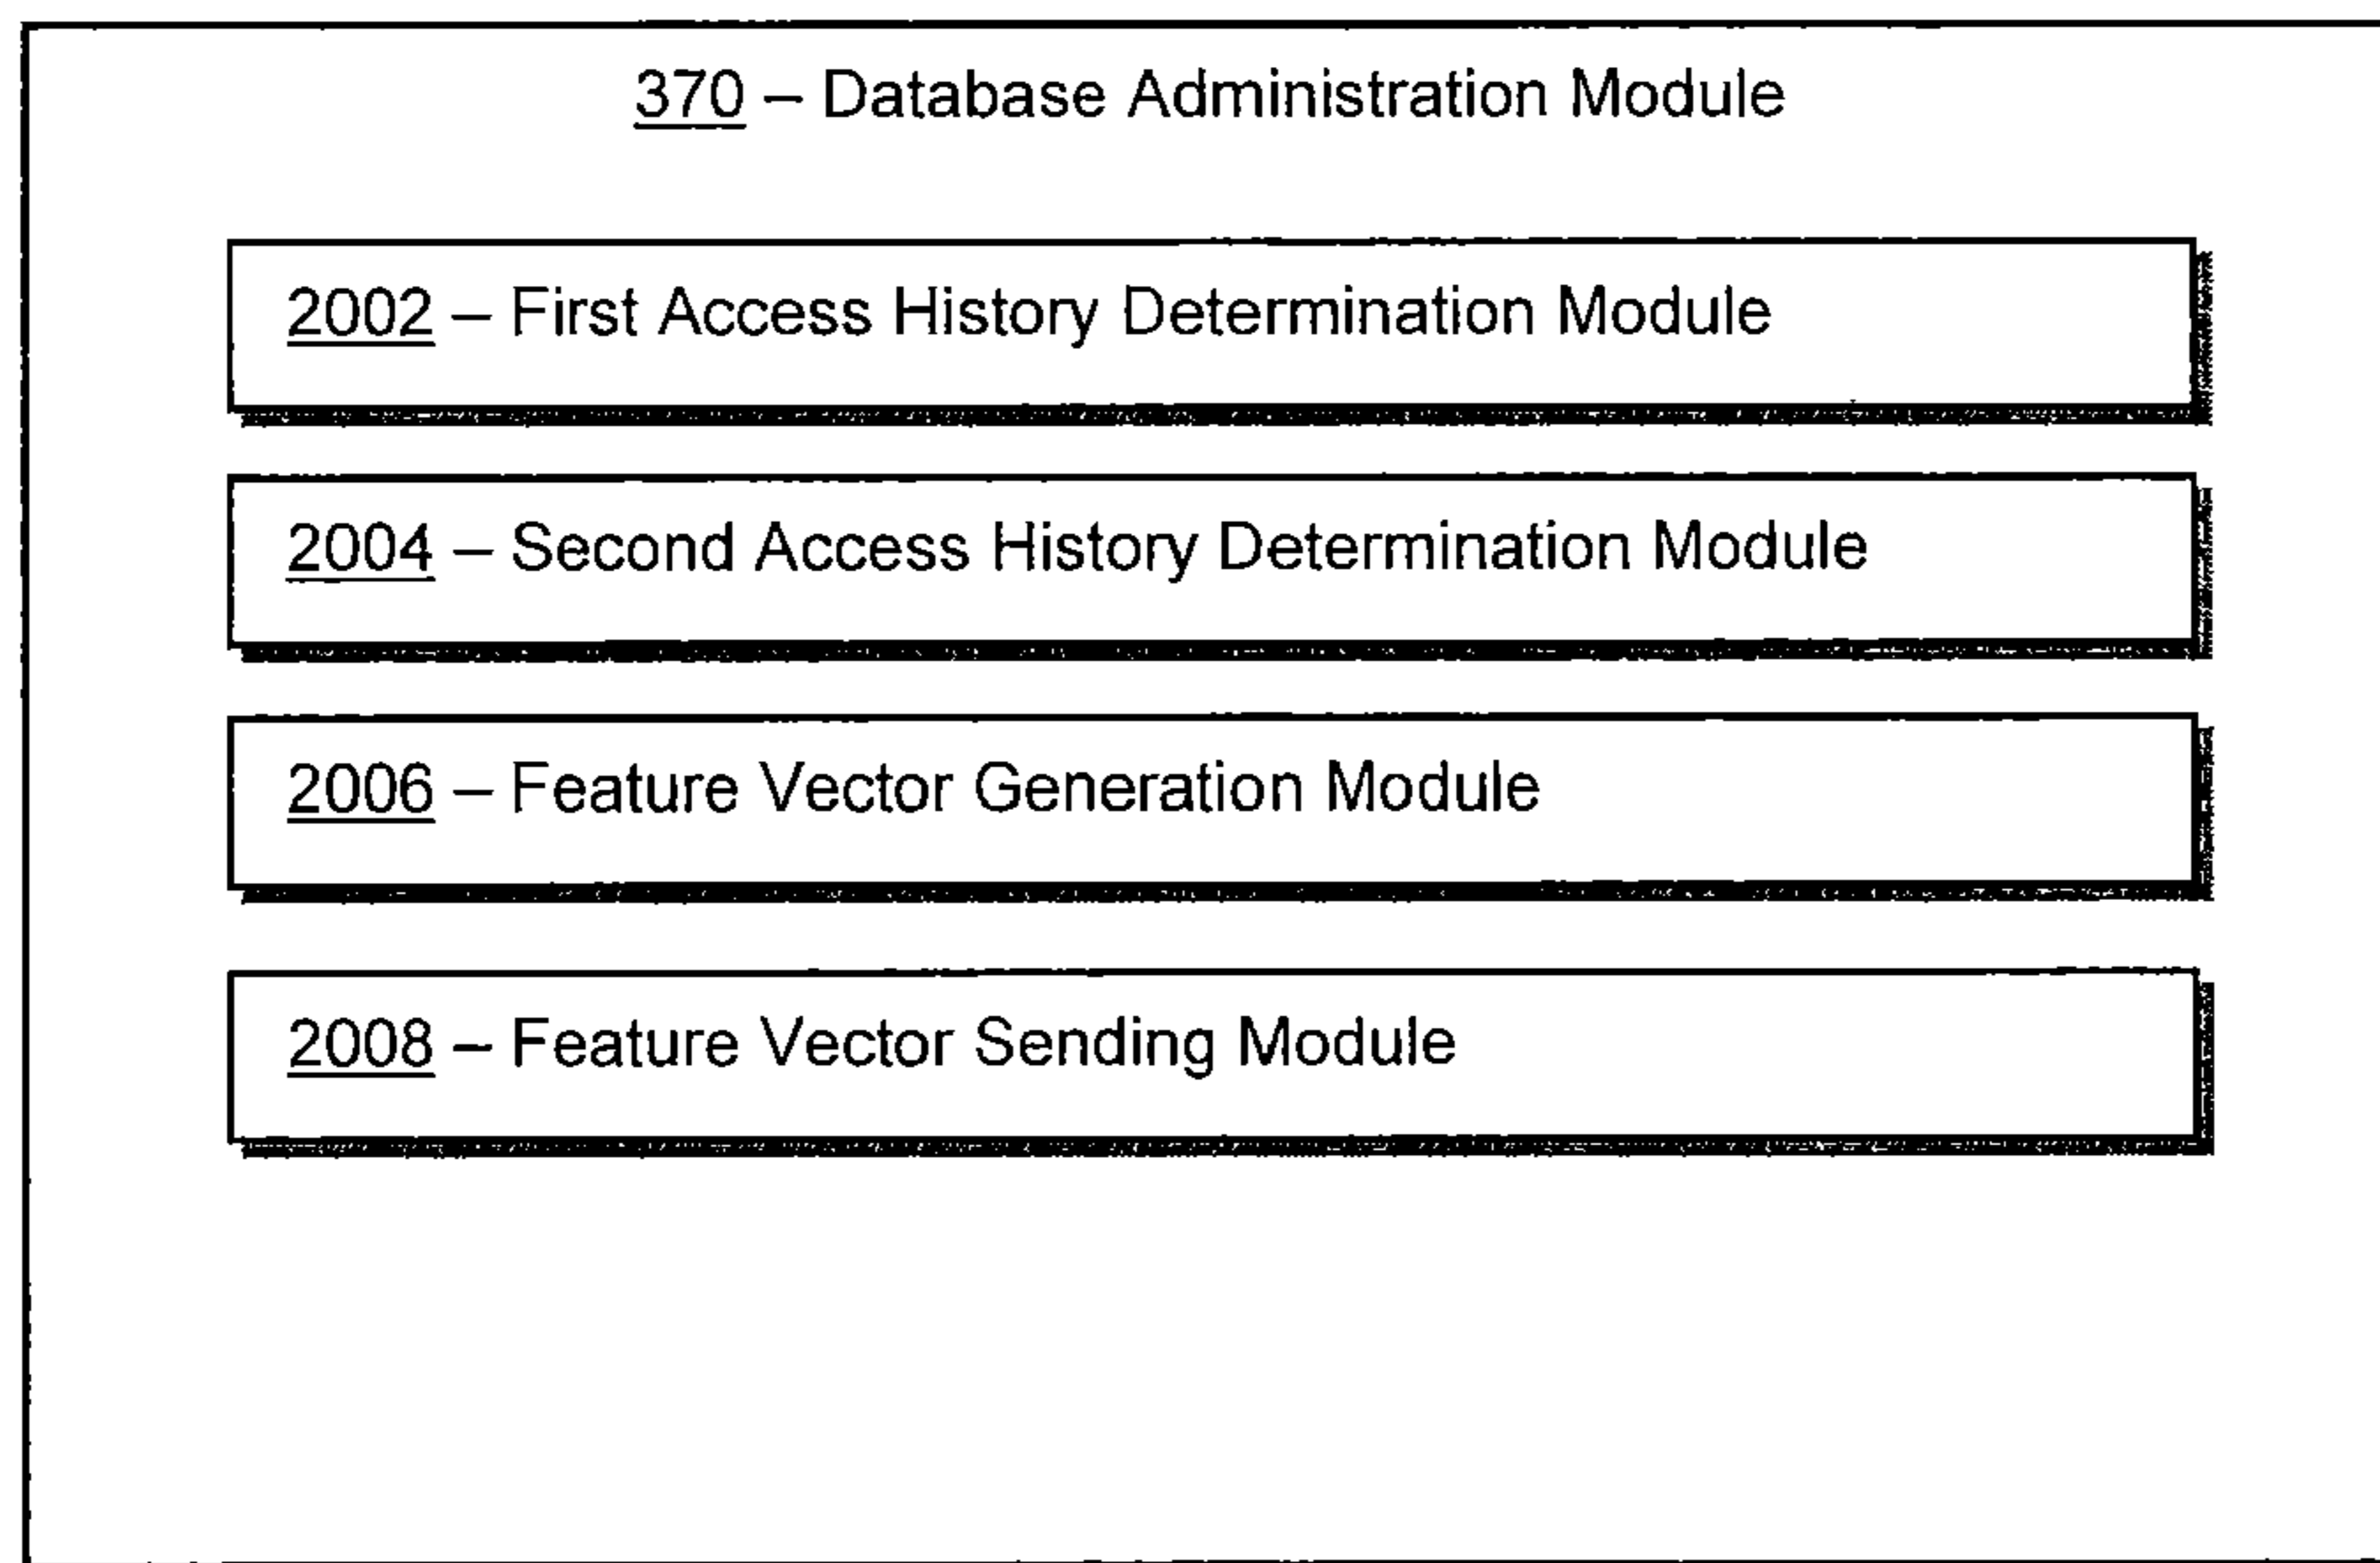 370 – Database Administration Module
2002 – First Access History Determination Module
2004 – Second Access History Determination Module
2006 – Feature Vector Generation Module
2008 – Feature Vector Sending Module